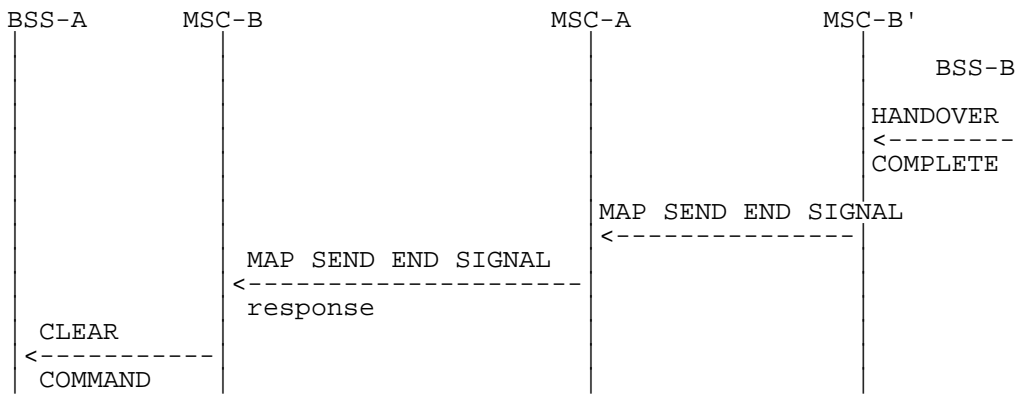 BSS-A MSC-B MSC-A MSC-B'
BSS-B
HANDOVER
COMPLETE
MAP SEND END SIGNAL
MAP SEND END SIGNAL
response
CLEAR
COMMAND